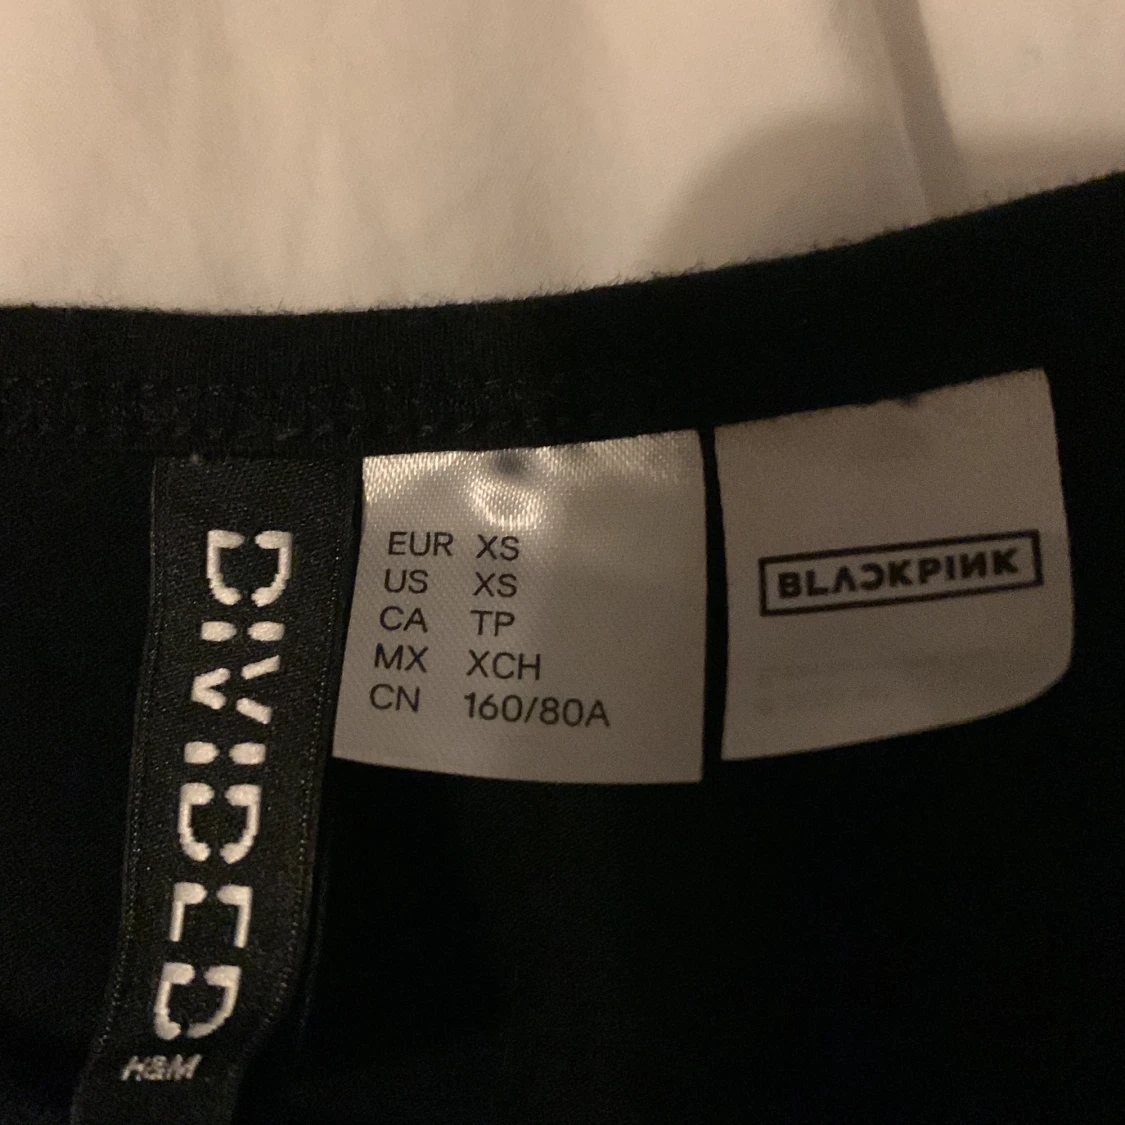 DIVIDED
H&M
EUR XS
US XS
CA TP
MX XCH
CN 160/80A
BLACKPINK